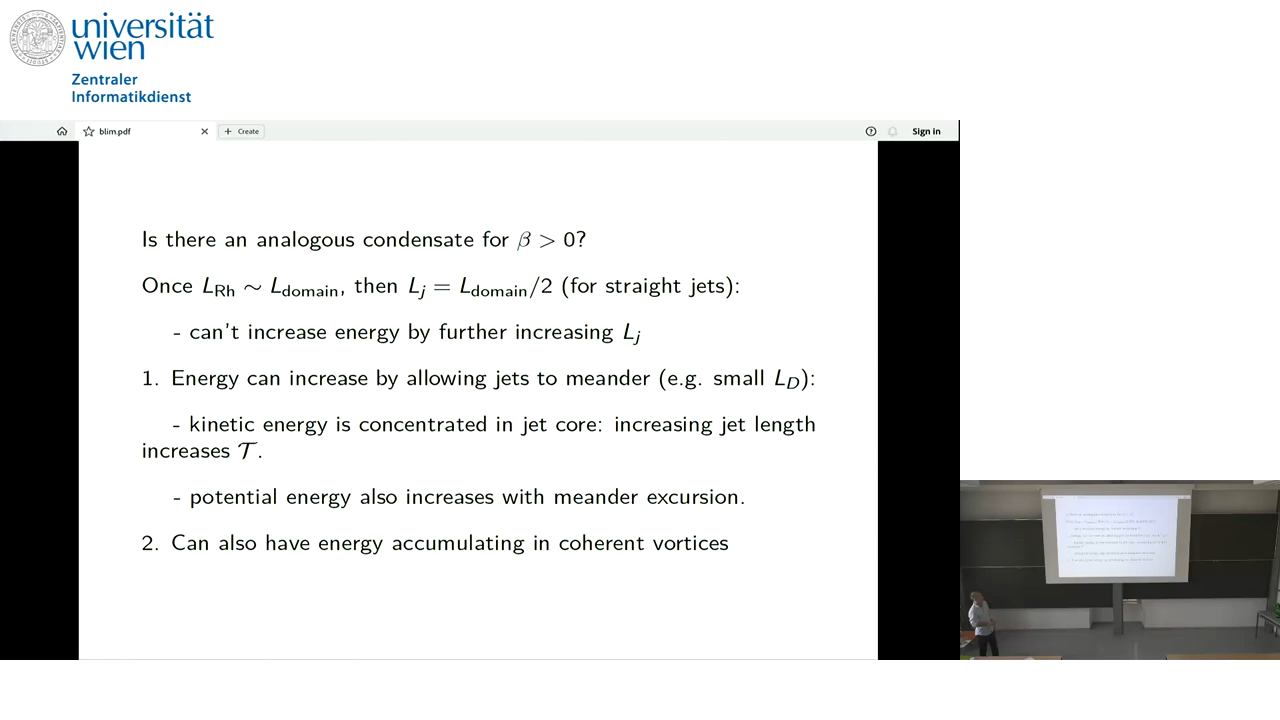 universität
wien
Zentraler
Informatikdienst
blim.pdf
Create
Sign in
Is there an analogous condensate for β > 0?
Once L_Rh ∼ L_domain, then L_j = L_domain/2 (for straight jets):
- can't increase energy by further increasing L_j
1. Energy can increase by allowing jets to meander (e.g. small L_D):
- kinetic energy is concentrated in jet core: increasing jet length
increases 𝒯.
- potential energy also increases with meander excursion.
2. Can also have energy accumulating in coherent vortices